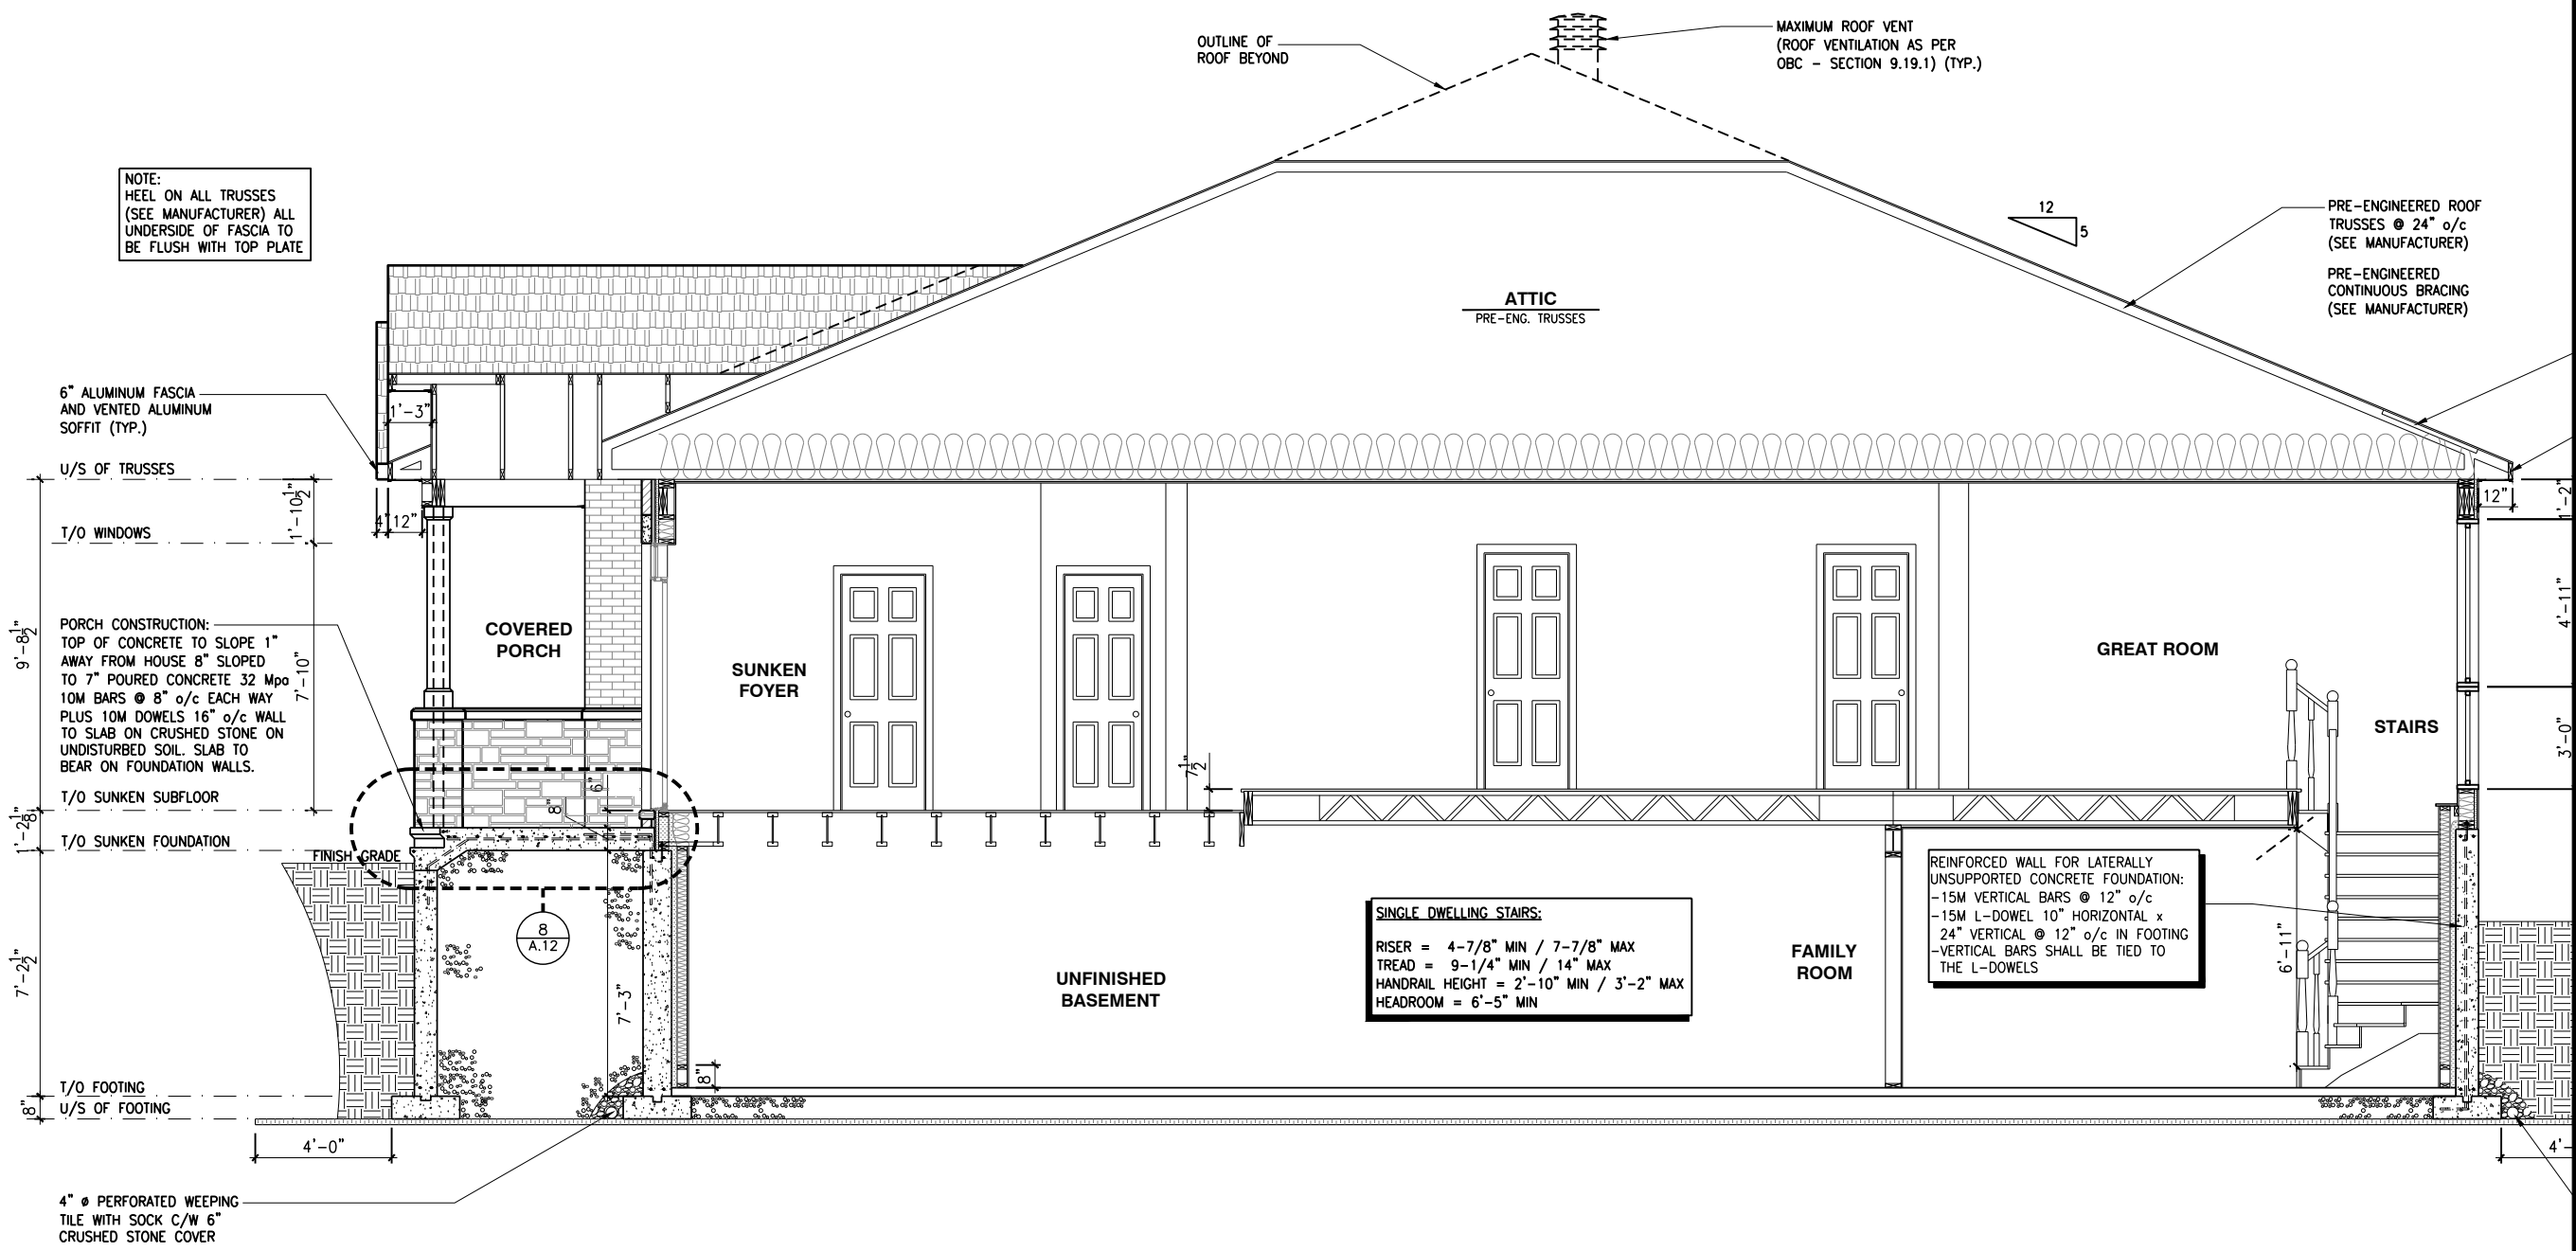 OUTLINE OF
ROOF BEYOND
MAXIMUM ROOF VENT
(ROOF VENTILATION AS PER
OBC - SECTION 9.19.1) (TYP.)
NOTE:
HEEL ON ALL TRUSSES
(SEE MANUFACTURER) ALL
UNDERSIDE OF FASCIA TO
BE FLUSH WITH TOP PLATE
12
5
PRE-ENGINEERED ROOF
TRUSSES @ 24" o/c
(SEE MANUFACTURER)
PRE-ENGINEERED
CONTINUOUS BRACING
(SEE MANUFACTURER)
ATTIC
PRE-ENG. TRUSSES
6" ALUMINUM FASCIA
AND VENTED ALUMINUM
SOFFIT (TYP.)
1'-3"
U/S OF TRUSSES
1'-10 1/2"
4" 12"
12"
1'-2"
T/O WINDOWS
9'-8 1/2"
7'-10"
4'-11"
3'-0"
PORCH CONSTRUCTION:
TOP OF CONCRETE TO SLOPE 1"
AWAY FROM HOUSE 8" SLOPED
TO 7" POURED CONCRETE 32 Mpa
10M BARS @ 8" o/c EACH WAY
PLUS 10M DOWELS 16" o/c WALL
TO SLAB ON CRUSHED STONE ON
UNDISTURBED SOIL. SLAB TO
BEAR ON FOUNDATION WALLS.
COVERED
PORCH
SUNKEN
FOYER
GREAT ROOM
STAIRS
7 1/2"
6"
8"
T/O SUNKEN SUBFLOOR
T/O SUNKEN FOUNDATION
FINISH GRADE
7'-2 1/2"
8
A.12
7'-3"
UNFINISHED
BASEMENT
SINGLE DWELLING STAIRS:
RISER = 4-7/8" MIN / 7-7/8" MAX
TREAD = 9-1/4" MIN / 14" MAX
HANDRAIL HEIGHT = 2'-10" MIN / 3'-2" MAX
HEADROOM = 6'-5" MIN
FAMILY
ROOM
REINFORCED WALL FOR LATERALLY
UNSUPPORTED CONCRETE FOUNDATION:
-15M VERTICAL BARS @ 12" o/c
-15M L-DOWEL 10" HORIZONTAL x
24" VERTICAL @ 12" o/c IN FOOTING
-VERTICAL BARS SHALL BE TIED TO
THE L-DOWELS
6'-11"
8"
T/O FOOTING
U/S OF FOOTING
8"
4'-0"
4'-
4" ø PERFORATED WEEPING
TILE WITH SOCK C/W 6"
CRUSHED STONE COVER